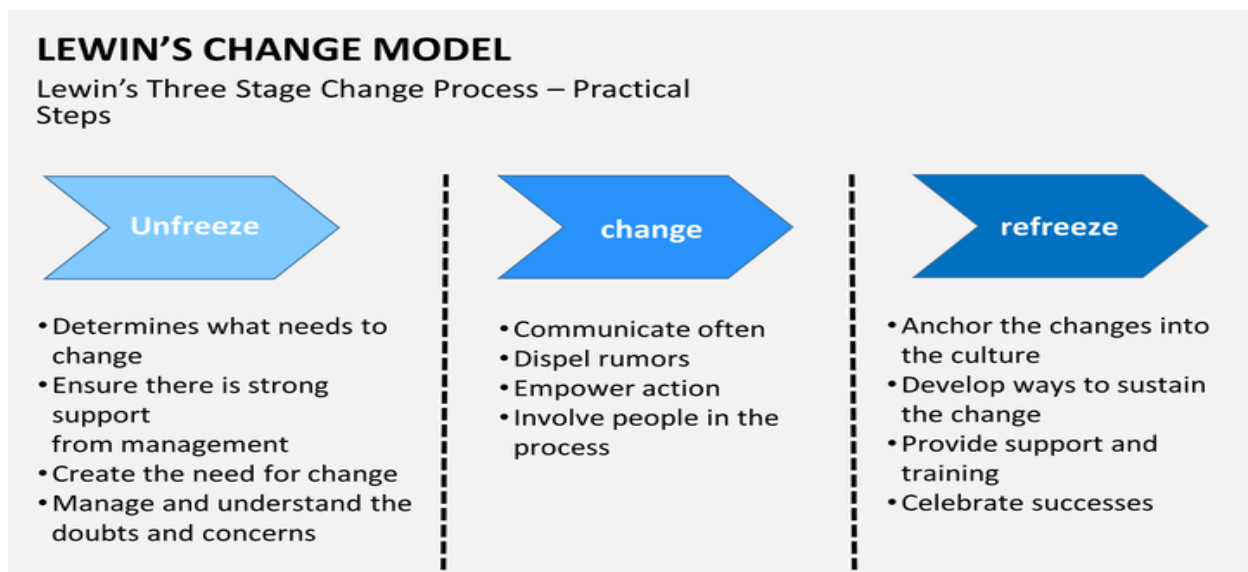 LEWIN’S CHANGE MODEL
Lewin’s Three Stage Change Process – Practical
Steps
Unfreeze
•Determines what needs to
change
•Ensure there is strong
support
from management
•Create the need for change
•Manage and understand the
doubts and concerns
change
•Communicate often
•Dispel rumors
•Empower action
•Involve people in the
process
refreeze
•Anchor the changes into
the culture
•Develop ways to sustain
the change
•Provide support and
training
•Celebrate successes